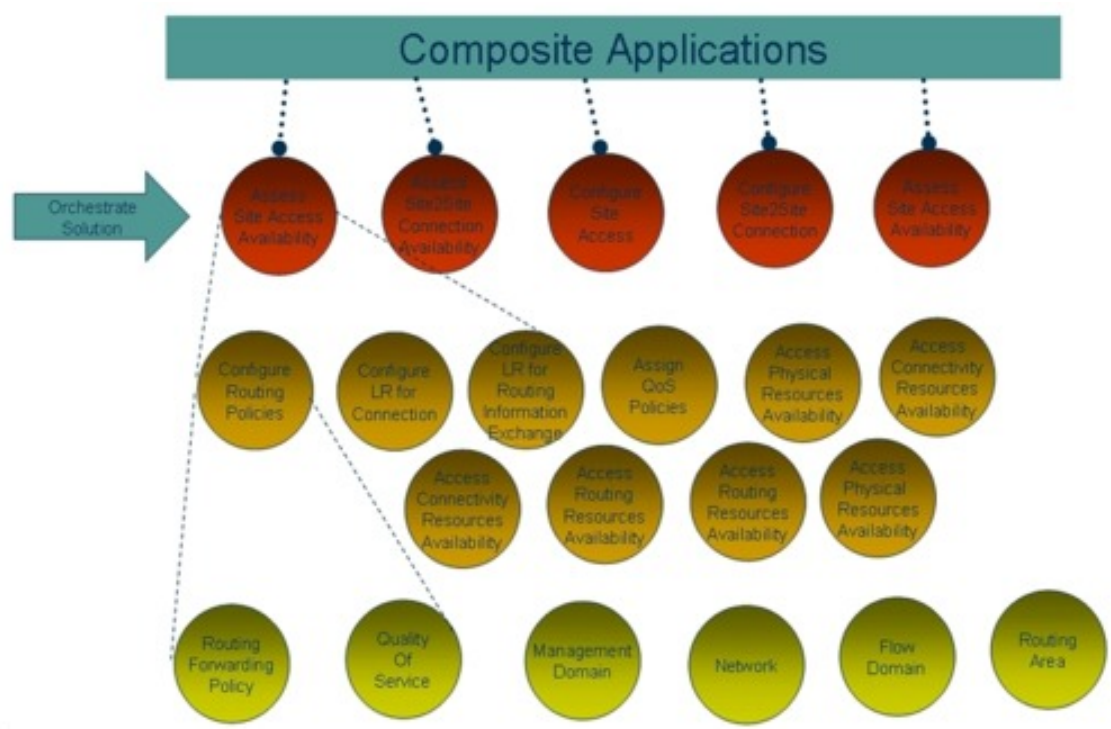 Composite Applications
Orchestrate
Solution
Assess
Site Access
Availability
Assess
Site2Site
Connection
Availability
Configure
Site
Access
Configure
Site2Site
Connection
Assess
Site Access
Availability
Configure
Routing
Policies
Configure
LR for
Connection
Configure
LR for
Routing
Information
Exchange
Assign
QoS
Policies
Access
Physical
Resources
Availability
Access
Connectivity
Resources
Availability
Access
Connectivity
Resources
Availability
Access
Routing
Resources
Availability
Access
Routing
Resources
Availability
Access
Physical
Resources
Availability
Routing
Forwarding
Policy
Quality
Of
Service
Management
Domain
Network
Flow
Domain
Routing
Area